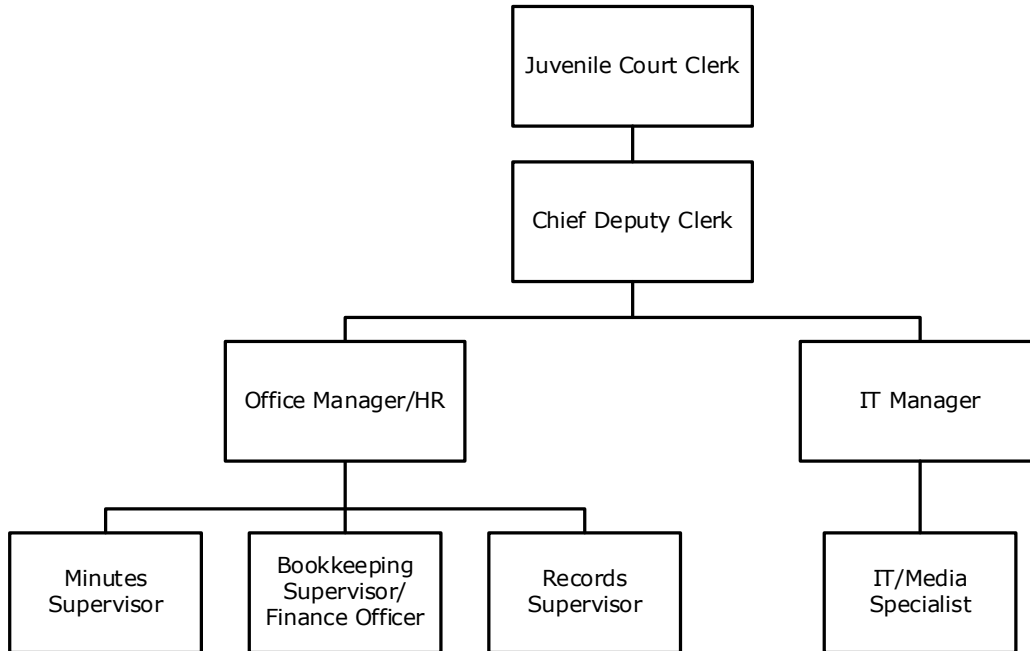 Juvenile Court Clerk
Chief Deputy Clerk
Office Manager/HR
IT Manager
Minutes
Supervisor
Bookkeeping
Supervisor/
Finance Officer
Records
Supervisor
IT/Media
Specialist